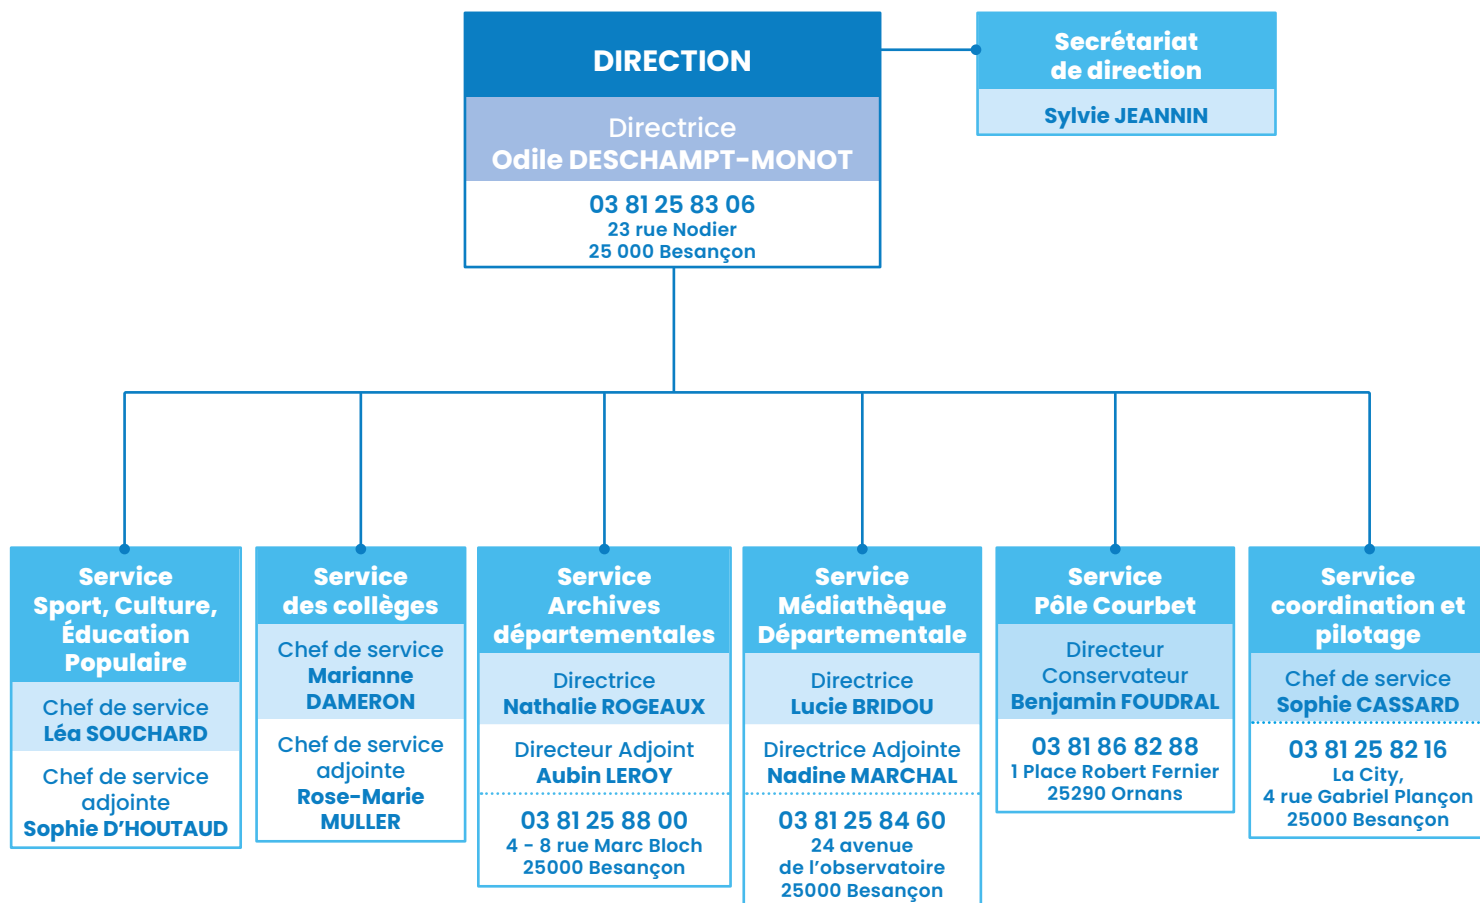 DIRECTION
Directrice
Odile DESCHAMPT-MONOT
03 81 25 83 06
23 rue Nodier
25 000 Besançon
Secrétariat
de direction
Sylvie JEANNIN
Service
Sport, Culture,
Éducation
Populaire
Chef de service
Léa SOUCHARD
Chef de service
adjointe
Sophie D’HOUTAUD
Service
des collèges
Chef de service
Marianne
DAMERON
Chef de service
adjointe
Rose-Marie
MULLER
Service
Archives
départementales
Directrice
Nathalie ROGEAUX
Directeur Adjoint
Aubin LEROY
03 81 25 88 00
4 - 8 rue Marc Bloch
25000 Besançon
Service
Médiathèque
Départementale
Directrice
Lucie BRIDOU
Directrice Adjointe
Nadine MARCHAL
03 81 25 84 60
24 avenue
de l’observatoire
25000 Besançon
Service
Pôle Courbet
Directeur
Conservateur
Benjamin FOUDRAL
03 81 86 82 88
1 Place Robert Fernier
25290 Ornans
Service
coordination et
pilotage
Chef de service
Sophie CASSARD
03 81 25 82 16
La City,
4 rue Gabriel Plançon
25000 Besançon